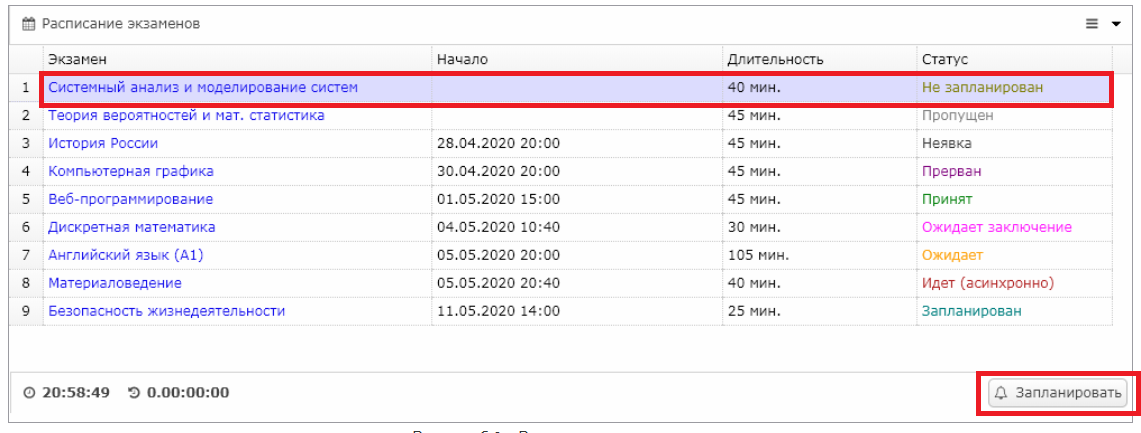 Расписание экзаменов
Экзамен Начало Длительность Статус
1 Системный анализ и моделирование систем 40 мин. Не запланирован
2 Теория вероятностей и мат. статистика 45 мин. Пропущен
3 История России 28.04.2020 20:00 45 мин. Неявка
4 Компьютерная графика 30.04.2020 20:00 45 мин. Прерван
5 Веб-программирование 01.05.2020 15:00 45 мин. Принят
6 Дискретная математика 04.05.2020 10:40 30 мин. Ожидает заключение
7 Английский язык (А1) 05.05.2020 20:00 105 мин. Ожидает
8 Материаловедение 05.05.2020 20:40 40 мин. Идет (асинхронно)
9 Безопасность жизнедеятельности 11.05.2020 14:00 25 мин. Запланирован
20:58:49 0.00:00:00 Запланировать